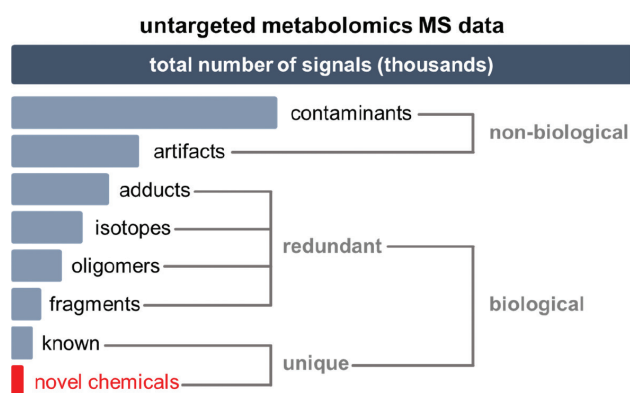 untargeted metabolomics MS data
total number of signals (thousands)
contaminants
non-biological
artifacts
adducts
isotopes
redundant
oligomers
fragments
biological
known
unique
novel chemicals